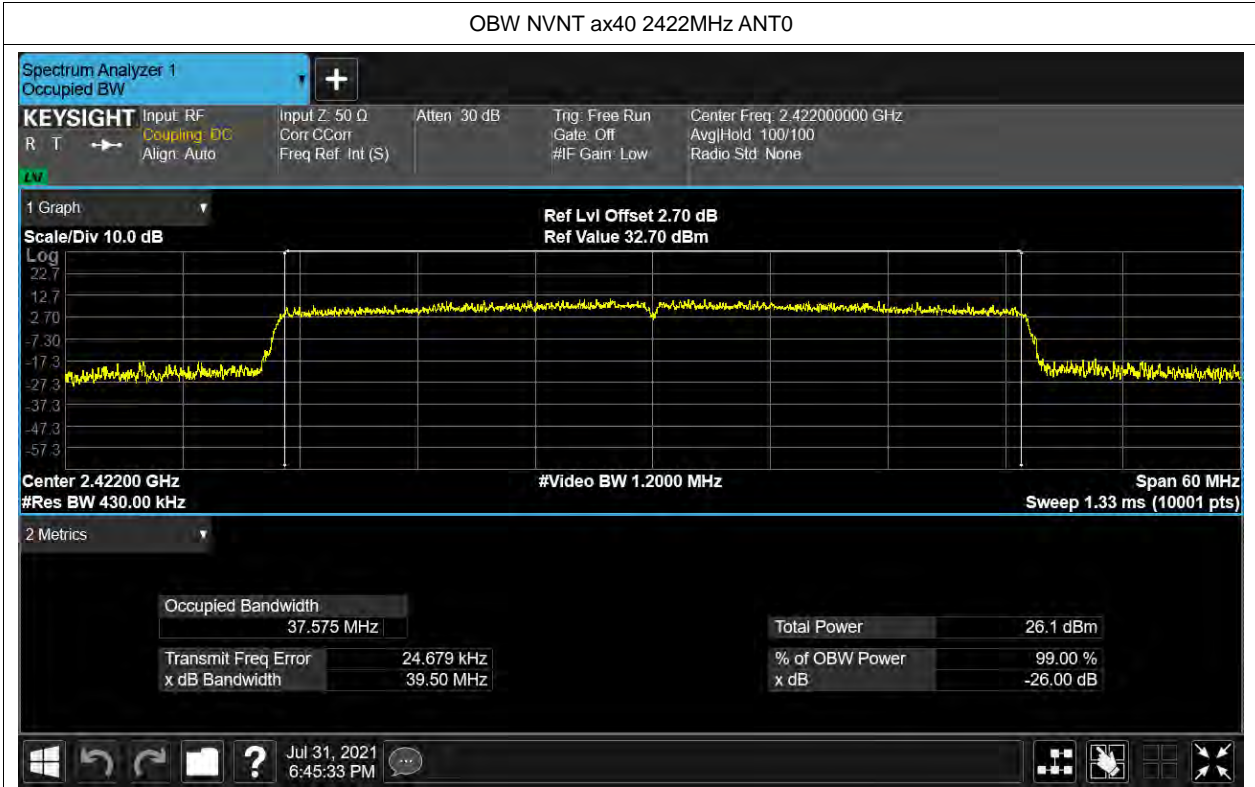 OBW NVNT ax40 2422MHz ANT0
Spectrum Analyzer 1
Occupied BW
+
KEYSIGHT
R T
Input: RF
Coupling: DC
Align: Auto
Input Z: 50 Ω
Corr CCorr
Freq Ref: Int (S)
Atten: 30 dB
Trig: Free Run
Gate: Off
#IF Gain: Low
Center Freq: 2.422000000 GHz
Avg|Hold: 100/100
Radio Std: None
1 Graph
Scale/Div 10.0 dB
Ref Lvl Offset 2.70 dB
Ref Value 32.70 dBm
Log
22.7
12.7
2.70
-7.30
-17.3
-27.3
-37.3
-47.3
-57.3
Center 2.42200 GHz
#Video BW 1.2000 MHz
Span 60 MHz
#Res BW 430.00 kHz
Sweep 1.33 ms (10001 pts)
2 Metrics
Occupied Bandwidth
37.575 MHz
Total Power 26.1 dBm
Transmit Freq Error 24.679 kHz
% of OBW Power 99.00 %
x dB Bandwidth 39.50 MHz
x dB -26.00 dB
?
Jul 31, 2021
6:45:33 PM